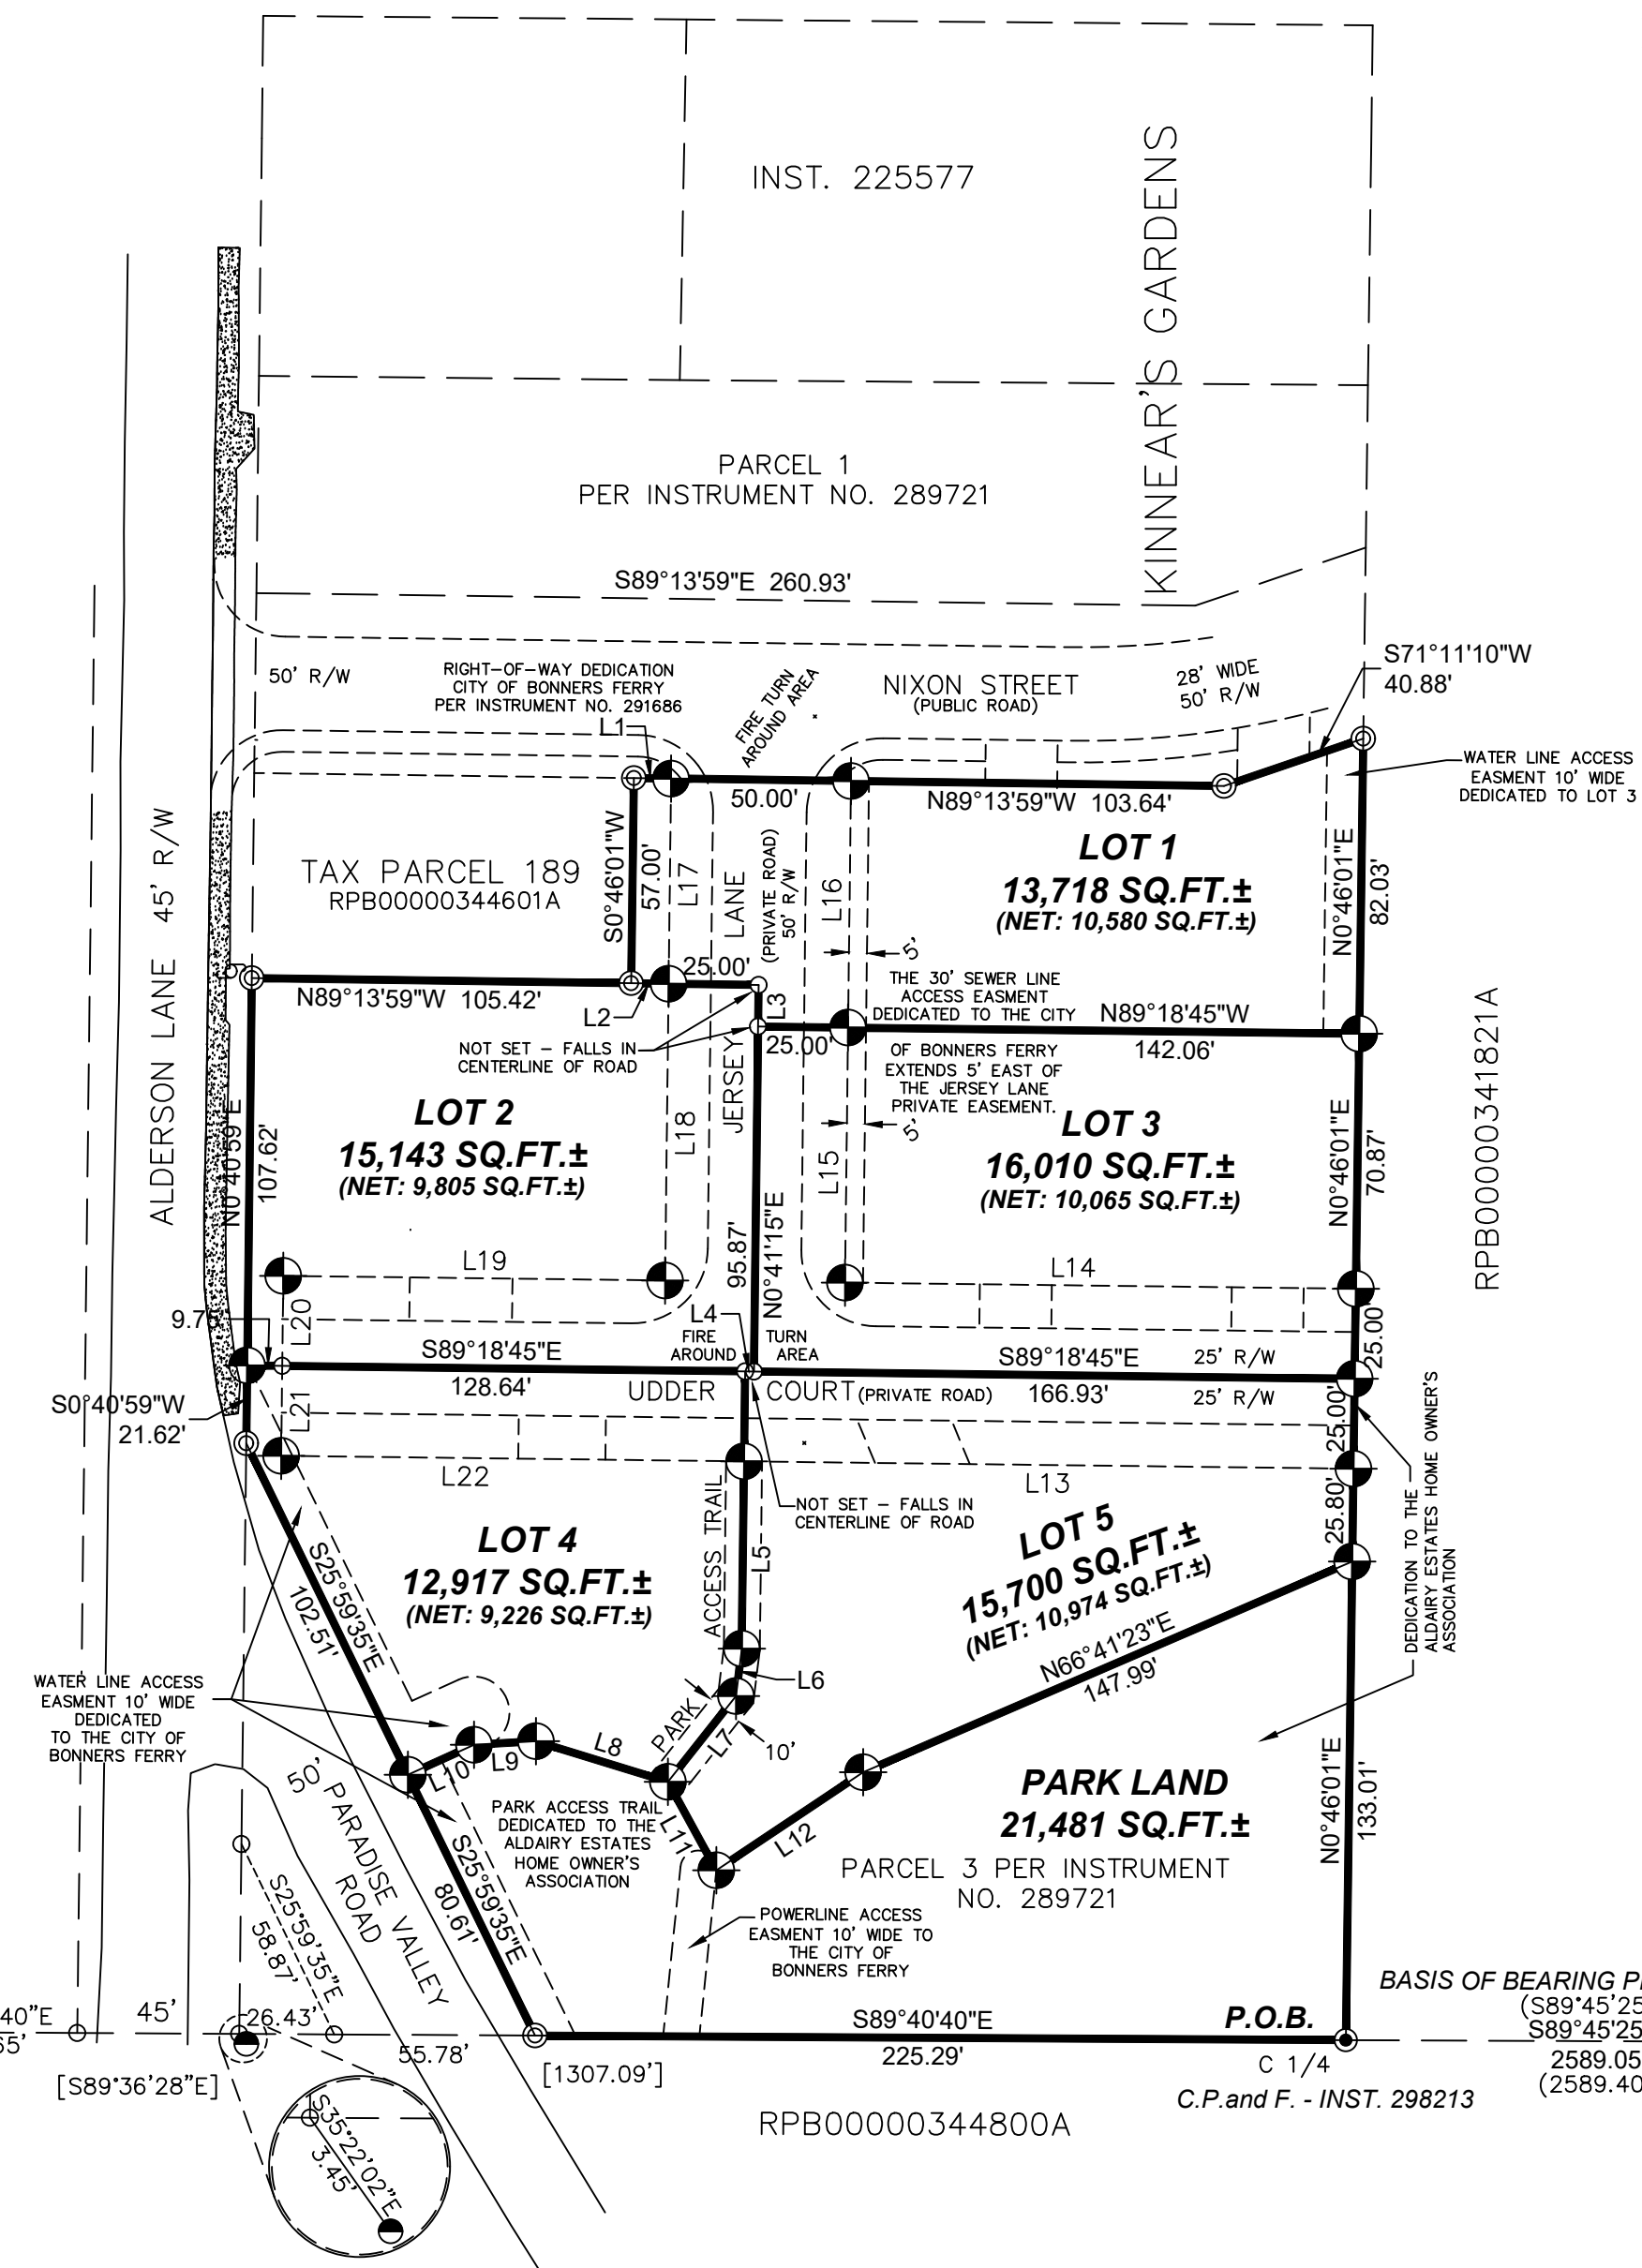 INST. 225577
KINNEAR'S GARDENS
PARCEL 1
PER INSTRUMENT NO. 289721
S89°13'59"E 260.93'
50' R/W
RIGHT-OF-WAY DEDICATION
CITY OF BONNERS FERRY
PER INSTRUMENT NO. 291686
L1
FIRE TURN
AROUND AREA
NIXON STREET
(PUBLIC ROAD)
28' WIDE
50' R/W
S71°11'10"W
40.88'
WATER LINE ACCESS
EASMENT 10' WIDE
DEDICATED TO LOT 3
50.00'
N89°13'59"W 103.64'
ALDERSON LANE 45' R/W
TAX PARCEL 189
RPB00000344601A
S0°46'01"W
57.00'
L17
JERSEY LANE
(PRIVATE ROAD)
50' R/W
L16
LOT 1
13,718 SQ.FT.±
(NET: 10,580 SQ.FT.±)
N0°46'01"E
82.03'
5'
25.00'
N89°13'59"W 105.42'
L2
L3
THE 30' SEWER LINE
ACCESS EASMENT
DEDICATED TO THE CITY
N89°18'45"W
142.06'
NOT SET - FALLS IN
CENTERLINE OF ROAD
25.00'
OF BONNERS FERRY
EXTENDS 5' EAST OF
THE JERSEY LANE
PRIVATE EASEMENT.
RPB00000341821A
LOT 2
15,143 SQ.FT.±
(NET: 9,805 SQ.FT.±)
N0°40'59"E
107.62'
L18
L15
5'
LOT 3
16,010 SQ.FT.±
(NET: 10,065 SQ.FT.±)
N0°46'01"E
70.87'
95.87'
N0°41'15"E
L19
L14
L20
L4
FIRE TURN
AROUND AREA
25.00'
S89°18'45"E
128.64'
S89°18'45"E
166.93'
25' R/W
25' R/W
UDDER COURT (PRIVATE ROAD)
S0°40'59"W
21.62'
L21
25.00'
L22
L13
25.80'
NOT SET - FALLS IN
CENTERLINE OF ROAD
DEDICATION TO THE
ALDAIRY ESTATES HOME OWNER'S
ASSOCIATION
LOT 4
12,917 SQ.FT.±
(NET: 9,226 SQ.FT.±)
S25°59'35"E
102.51'
PARK ACCESS TRAIL
L5
LOT 5
15,700 SQ.FT.±
(NET: 10,974 SQ.FT.±)
N66°41'23"E
147.99'
WATER LINE ACCESS
EASMENT 10' WIDE
DEDICATED
TO THE CITY OF
BONNERS FERRY
L6
L7
10'
L8
L9
L10
L11
L12
PARK ACCESS TRAIL
DEDICATED TO THE
ALDAIRY ESTATES
HOME OWNER'S
ASSOCIATION
PARK LAND
21,481 SQ.FT.±
PARCEL 3 PER INSTRUMENT
NO. 289721
N0°46'01"E
133.01'
50' PARADISE VALLEY
ROAD
S25°59'35"E
80.61'
S25°59'35"E
58.87'
POWERLINE ACCESS
EASMENT 10' WIDE TO
THE CITY OF
BONNERS FERRY
45'
26.43'
55.78'
[S89°36'28"E]
[1307.09']
S89°40'40"E
225.29'
P.O.B.
C 1/4
C.P.and F. - INST. 298213
BASIS OF BEARING
(S89°45'25
S89°45'25
2589.05
(2589.40
40"E
RPB00000344800A
S35°22'02"E
3.45'